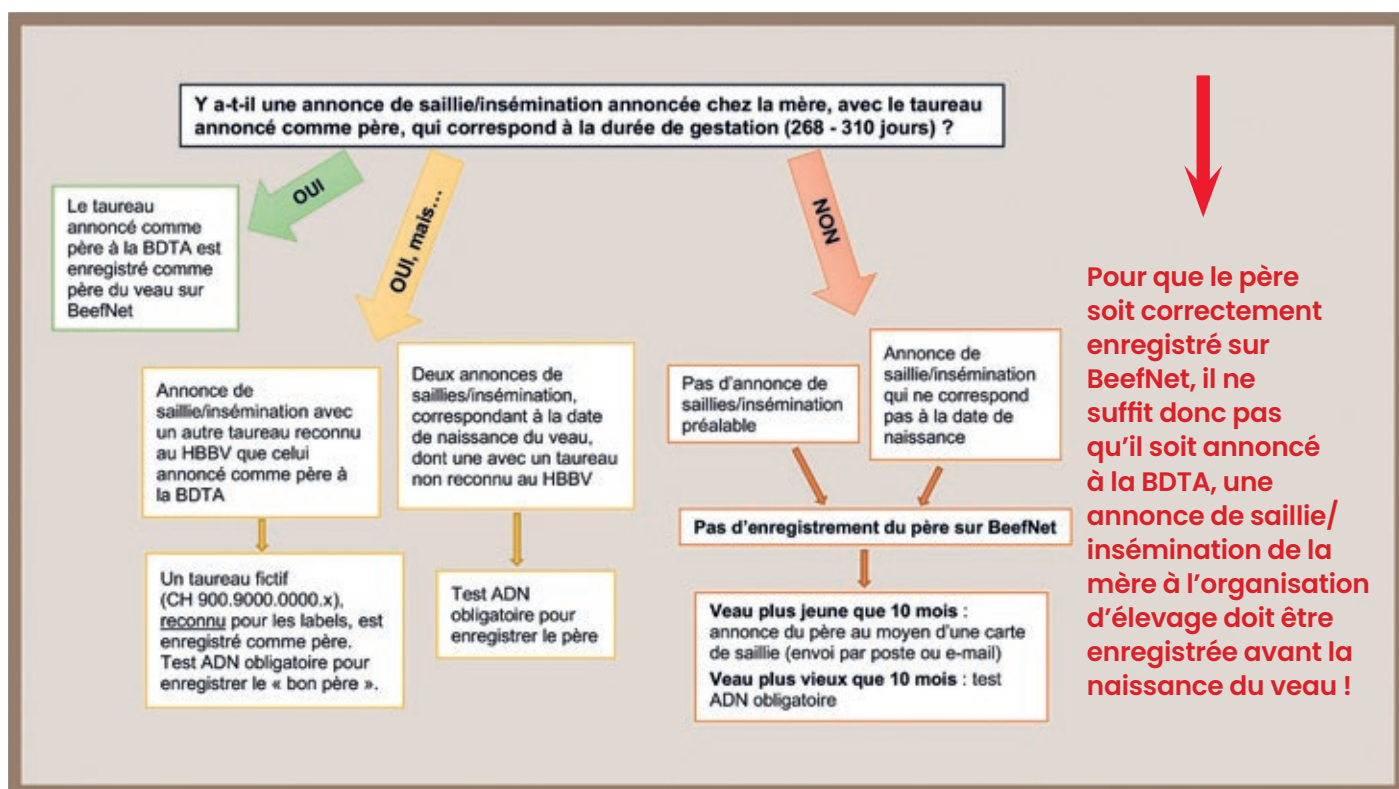 Y a-t-il une annonce de saillie/insémination annoncée chez la mère, avec le taureau
annoncé comme père, qui correspond à la durée de gestation (268 - 310 jours) ?
OUI
OUI, mais...
NON
Le taureau
annoncé comme
père à la BDTA est
enregistré comme
père du veau sur
BeefNet
Annonce de
saillie/insémination avec
un autre taureau reconnu
au HBBV que celui
annoncé comme père à
la BDTA
Deux annonces de
saillies/insémination,
correspondant à la date
de naissance du veau,
dont une avec un taureau
non reconnu au HBBV
Pas d'annonce de
saillies/insémination
préalable
Annonce de
saillie/insémination
qui ne correspond
pas à la date de
naissance
Un taureau fictif
(CH 900.9000.0000.x),
reconnu pour les labels, est
enregistré comme père.
Test ADN obligatoire pour
enregistrer le « bon père ».
Test ADN
obligatoire pour
enregistrer le père
Pas d'enregistrement du père sur BeefNet
Veau plus jeune que 10 mois :
annonce du père au moyen d'une carte
de saillie (envoi par poste ou e-mail)
Veau plus vieux que 10 mois : test
ADN obligatoire
Pour que le père
soit correctement
enregistré sur
BeefNet, il ne
suffit donc pas
qu'il soit annoncé
à la BDTA, une
annonce de saillie/
insémination de la
mère à l'organisation
d'élevage doit être
enregistrée avant la
naissance du veau !